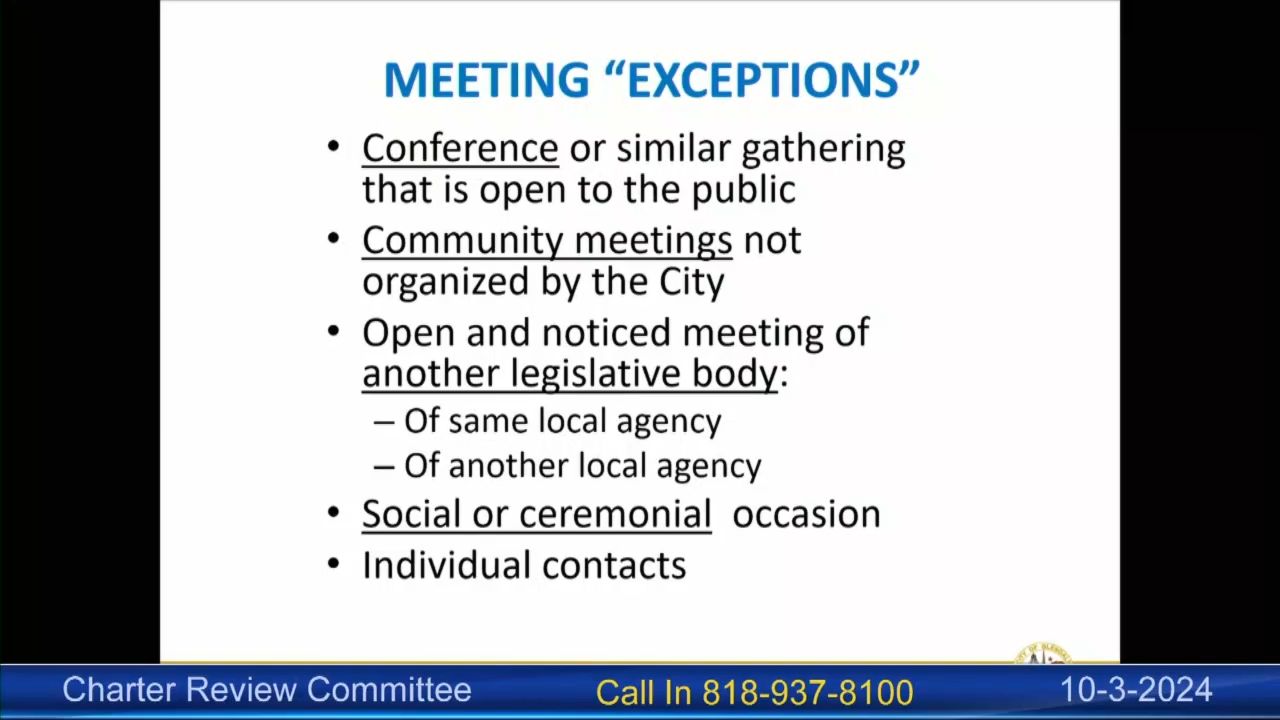 MEETING “EXCEPTIONS”
• Conference or similar gathering
that is open to the public
• Community meetings not
organized by the City
• Open and noticed meeting of
another legislative body:
– Of same local agency
– Of another local agency
• Social or ceremonial occasion
• Individual contacts
Charter Review Committee
Call In 818-937-8100
10-3-2024